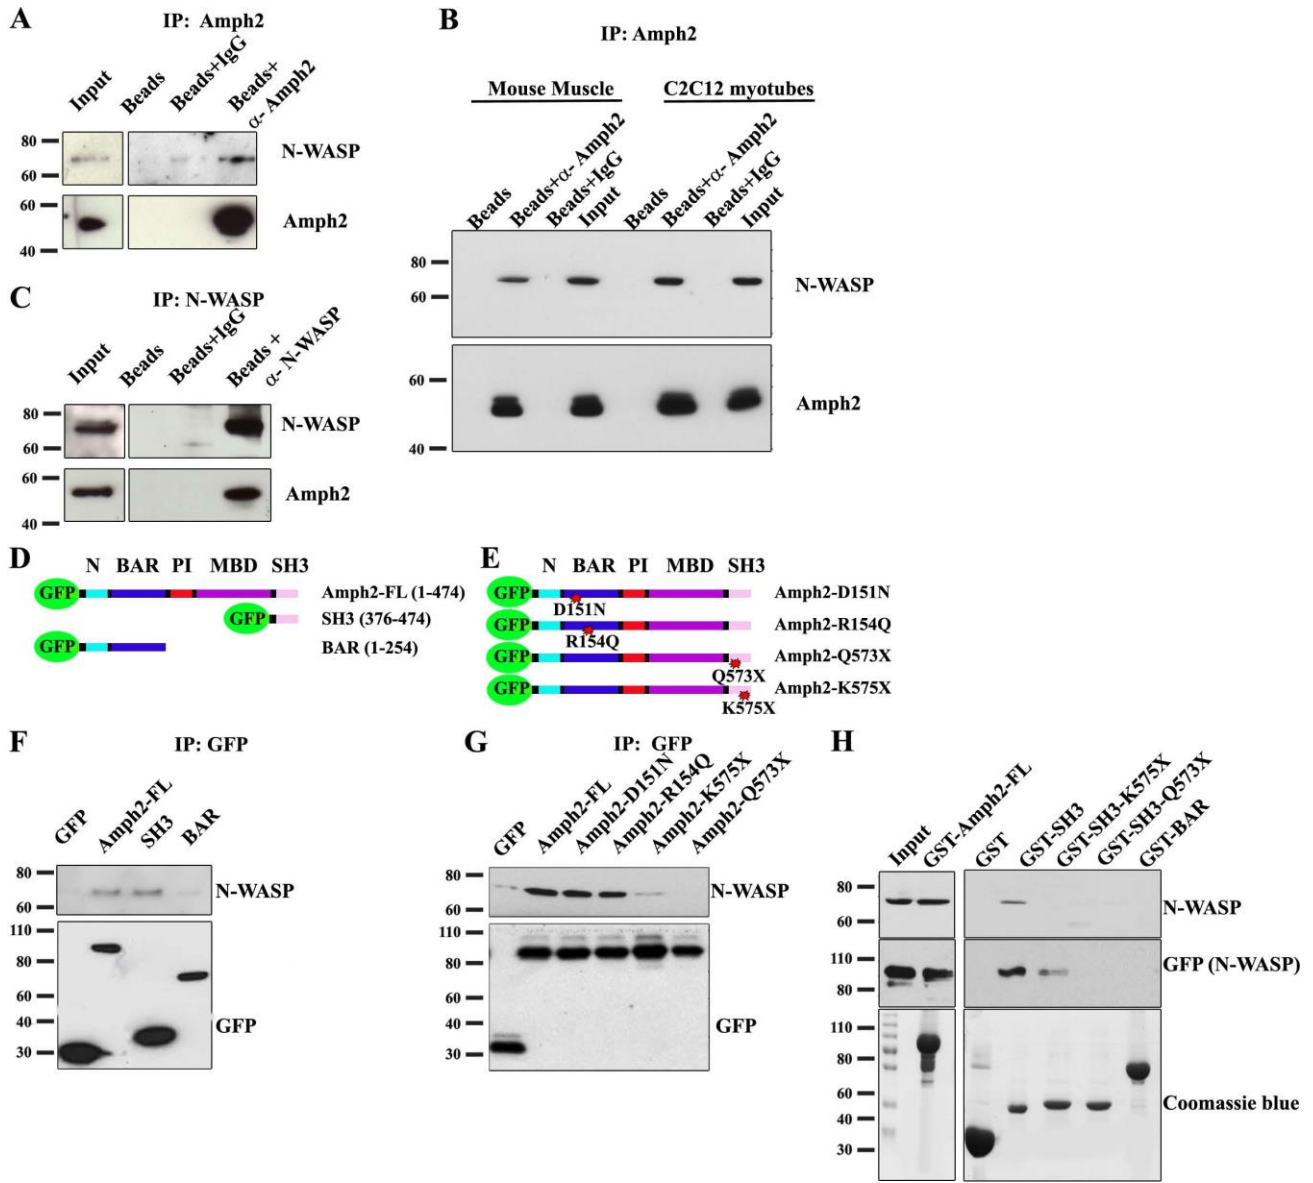 A
IP: Amph2
Input
Beads
Beads+IgG
Beads+
α- Amph2
80
60
N-WASP
60
40
Amph2
B
IP: Amph2
Mouse Muscle
C2C12 myotubes
Beads
Beads+α- Amph2
Beads+IgG
Input
Beads
Beads+α- Amph2
Beads+IgG
Input
80
60
N-WASP
60
40
Amph2
C
IP: N-WASP
Input
Beads
Beads+IgG
Beads +
α- N-WASP
80
60
N-WASP
60
40
Amph2
D
N BAR PI MBD SH3
GFP
Amph2-FL (1-474)
GFP
SH3 (376-474)
GFP
BAR (1-254)
E
N BAR PI MBD SH3
GFP
Amph2-D151N
D151N
GFP
Amph2-R154Q
R154Q
GFP
Amph2-Q573X
Q573X
GFP
Amph2-K575X
K575X
F
IP: GFP
GFP
Amph2-FL
SH3
BAR
80
60
N-WASP
110
80
60
40
30
GFP
G
IP: GFP
GFP
Amph2-FL
Amph2-D151N
Amph2-R154Q
Amph2-K575X
Amph2-Q573X
80
60
N-WASP
110
80
60
40
30
GFP
H
Input
GST-Amph2-FL
GST
GST-SH3
GST-SH3-K575X
GST-SH3-Q573X
GST-BAR
80
60
N-WASP
110
80
GFP (N-WASP)
110
80
60
40
30
Coomassie blue